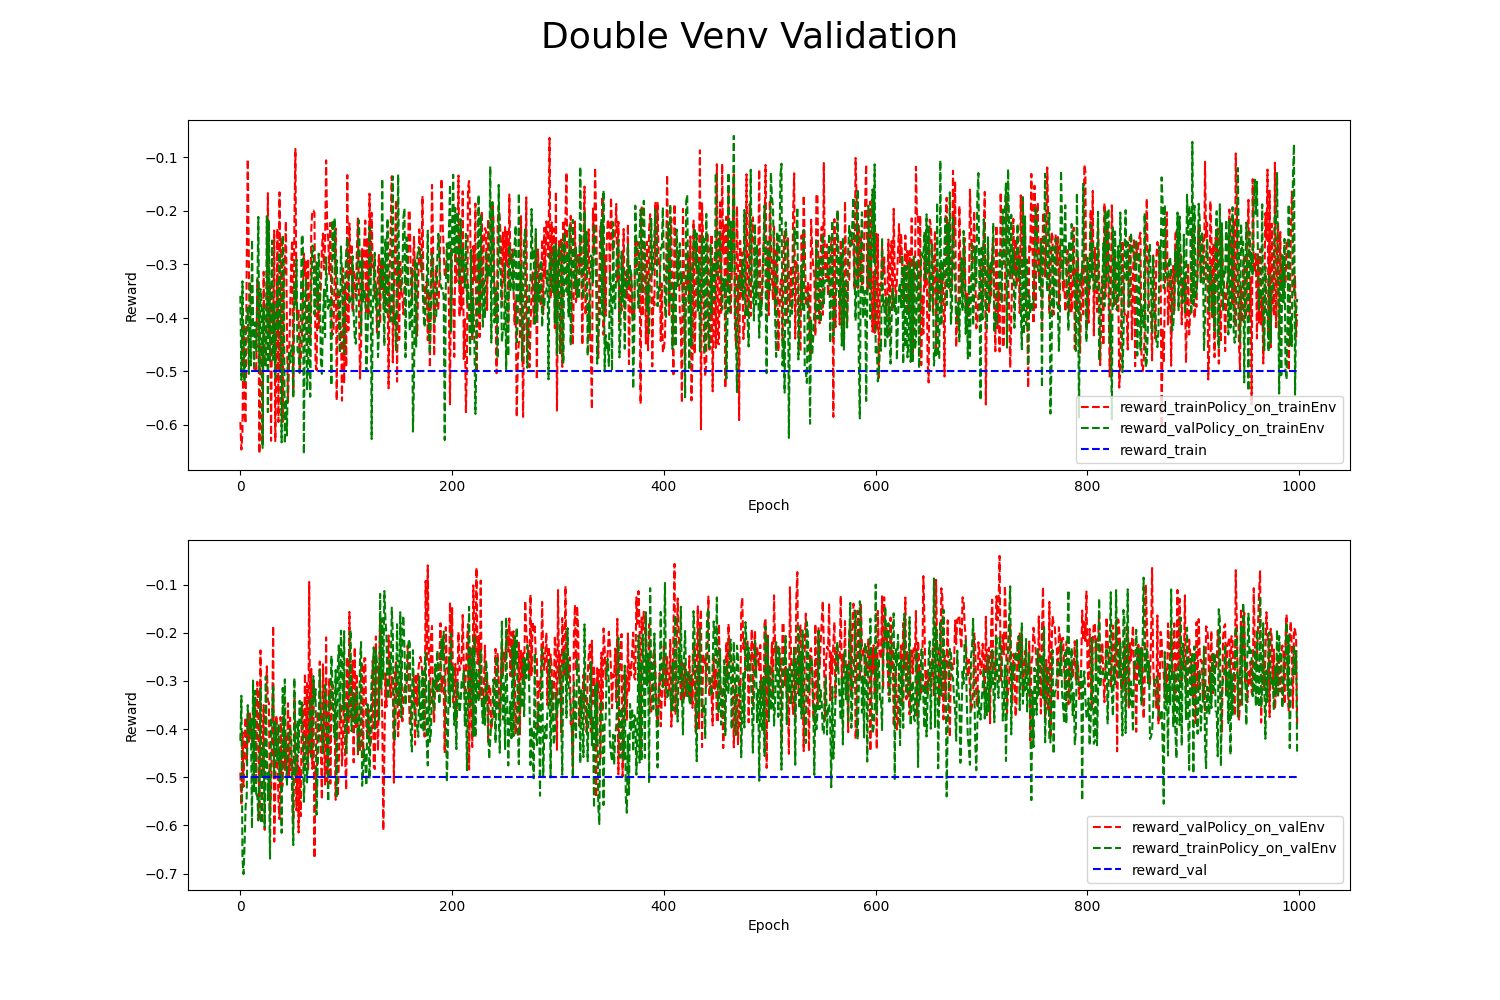 Double Venv Validation
−0.1
−0.2
−0.3
−0.4
−0.5
−0.6
Reward
reward_trainPolicy_on_trainEnv
reward_valPolicy_on_trainEnv
reward_train
0
200
400
600
800
1000
Epoch
−0.1
−0.2
−0.3
−0.4
−0.5
−0.6
−0.7
Reward
reward_valPolicy_on_valEnv
reward_trainPolicy_on_valEnv
reward_val
0
200
400
600
800
1000
Epoch